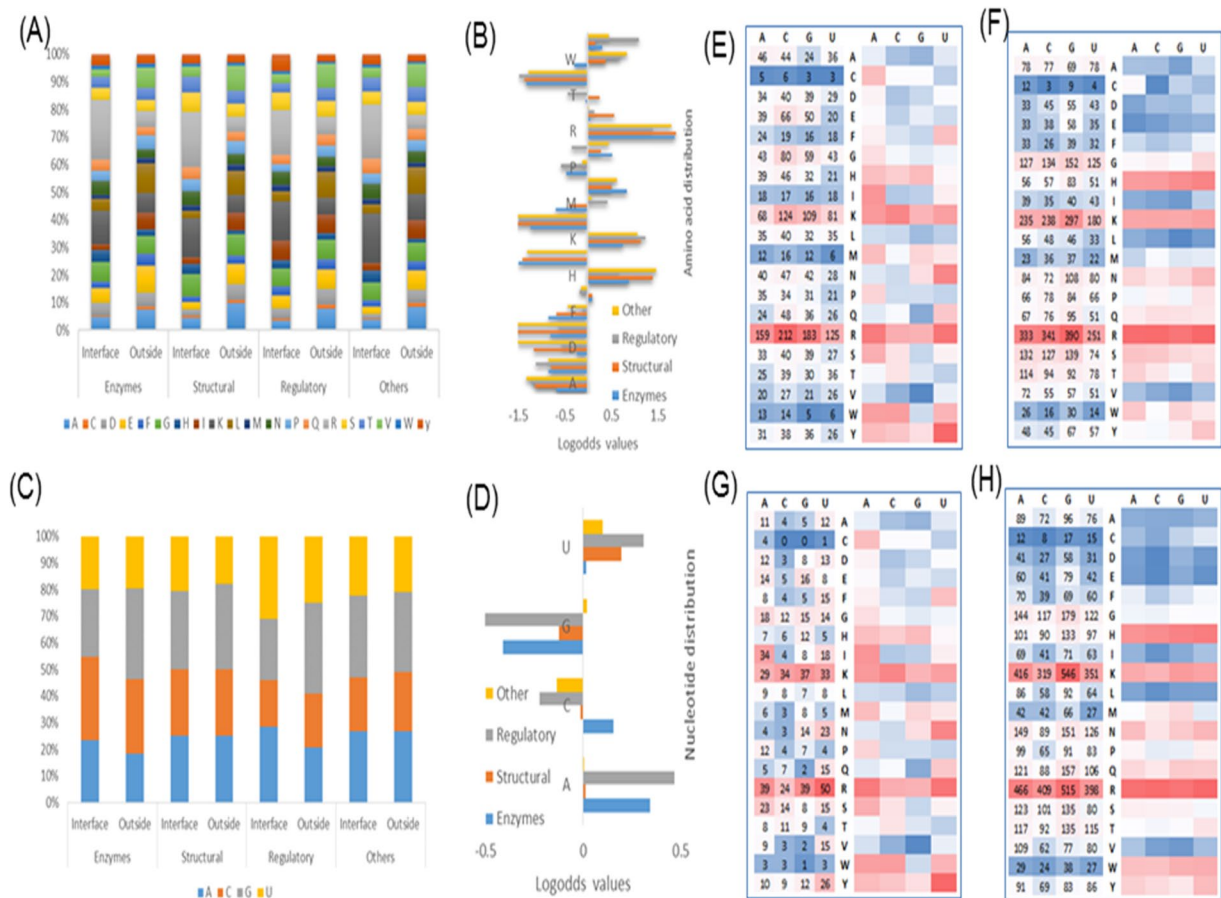 (A)
100%
90%
80%
70%
60%
50%
40%
30%
20%
10%
0%
Interface Outside Interface Outside Interface Outside Interface Outside
Enzymes Structural Regulatory Others
A C D E F G H I K L M N P Q R S T V W y
(B)
W
T
R
P
M
K
H
F
D
A
Amino acid distribution
Other
Regulatory
Structural
Enzymes
-1.5 -0.5 0.5 1.5
Logodds values
(C)
100%
90%
80%
70%
60%
50%
40%
30%
20%
10%
0%
Interface Outside Interface Outside Interface Outside Interface Outside
Enzymes Structural Regulatory Others
A C G U
(D)
U
G
C
A
Nucleotide distribution
Other
Regulatory
Structural
Enzymes
-0.5 0 0.5
Logodds values
(E)
A C G U A C G U
46 44 24 36 A
5 6 3 3 C
34 40 39 29 D
39 66 50 20 E
24 19 16 18 F
43 80 59 43 G
39 46 32 21 H
18 17 16 18 I
68 124 109 81 K
35 40 32 35 L
12 16 12 6 M
40 47 42 28 N
35 34 31 21 P
24 48 36 26 Q
159 212 183 125 R
33 40 39 27 S
25 39 30 36 T
20 27 21 26 V
13 14 5 6 W
31 38 36 26 Y
(F)
A C G U A C G U
78 77 69 78 A
12 3 9 4 C
33 45 55 43 D
33 38 58 35 E
33 26 39 32 F
127 134 152 125 G
56 57 83 51 H
39 35 40 43 I
235 238 297 180 K
56 48 46 33 L
23 36 37 22 M
84 72 108 80 N
66 78 84 66 P
67 76 95 51 Q
333 341 390 251 R
132 127 139 74 S
114 94 92 78 T
72 55 57 51 V
26 16 30 14 W
48 45 67 57 Y
(G)
A C G U A C G U
11 4 5 12 A
4 0 0 1 C
12 3 8 13 D
14 5 16 8 E
8 4 5 15 F
18 12 15 14 G
7 6 12 5 H
34 4 8 18 I
29 34 37 33 K
9 8 7 8 L
6 3 8 5 M
4 3 14 23 N
12 4 7 4 P
5 7 2 15 Q
39 24 39 50 R
23 14 8 15 S
8 11 9 4 T
9 3 2 15 V
3 3 1 3 W
10 9 12 26 Y
(H)
A C G U A C G U
89 72 96 76 A
12 8 17 15 C
41 27 58 31 D
60 41 79 42 E
70 39 69 60 F
144 117 179 122 G
101 90 133 97 H
69 41 71 63 I
416 319 546 351 K
86 58 92 64 L
42 42 66 27 M
149 89 151 126 N
99 65 91 83 P
121 88 157 106 Q
466 409 515 398 R
123 101 135 80 S
117 92 135 115 T
109 62 77 80 V
29 24 38 27 W
91 69 83 86 Y